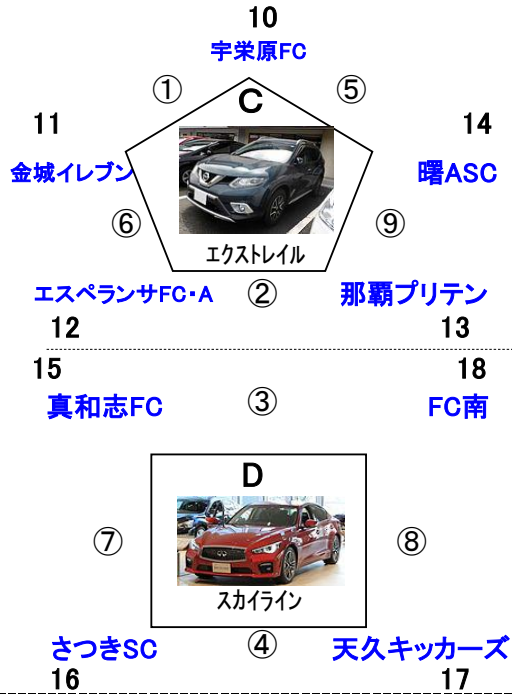 10
宇栄原FC
① ⑤
C
11 14
金城イレブン 曙ASC
⑥ ⑨
エクストレイル
エスペランサFC・A ② 那覇プリテン
12 13
15 18
真和志FC ③ FC南
D
⑦ ⑧
スカイライン
さつきSC ④ 天久キッカーズ
16 17